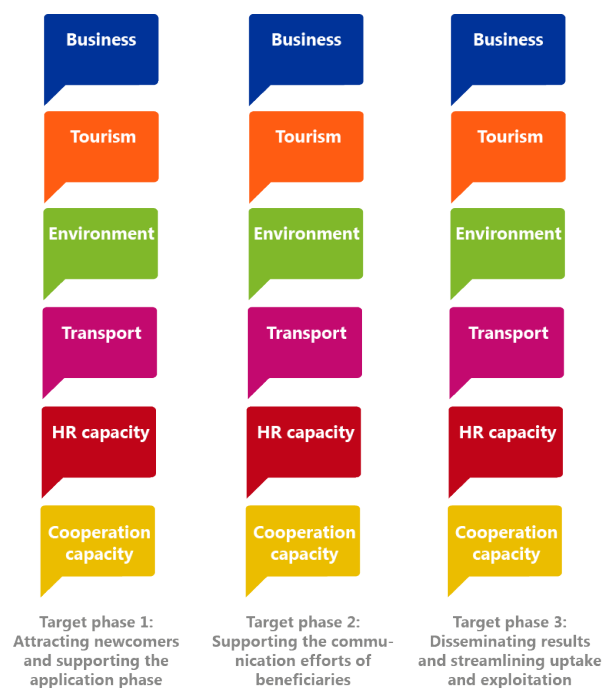 Business
Tourism
Environment
Transport
HR capacity
Cooperation
capacity
Target phase 1:
Attracting newcomers
and supporting the
application phase
Business
Tourism
Environment
Transport
HR capacity
Cooperation
capacity
Target phase 2:
Supporting the commu-
nication efforts of
beneficiaries
Business
Tourism
Environment
Transport
HR capacity
Cooperation
capacity
Target phase 3:
Disseminating results
and streamlining uptake
and exploitation